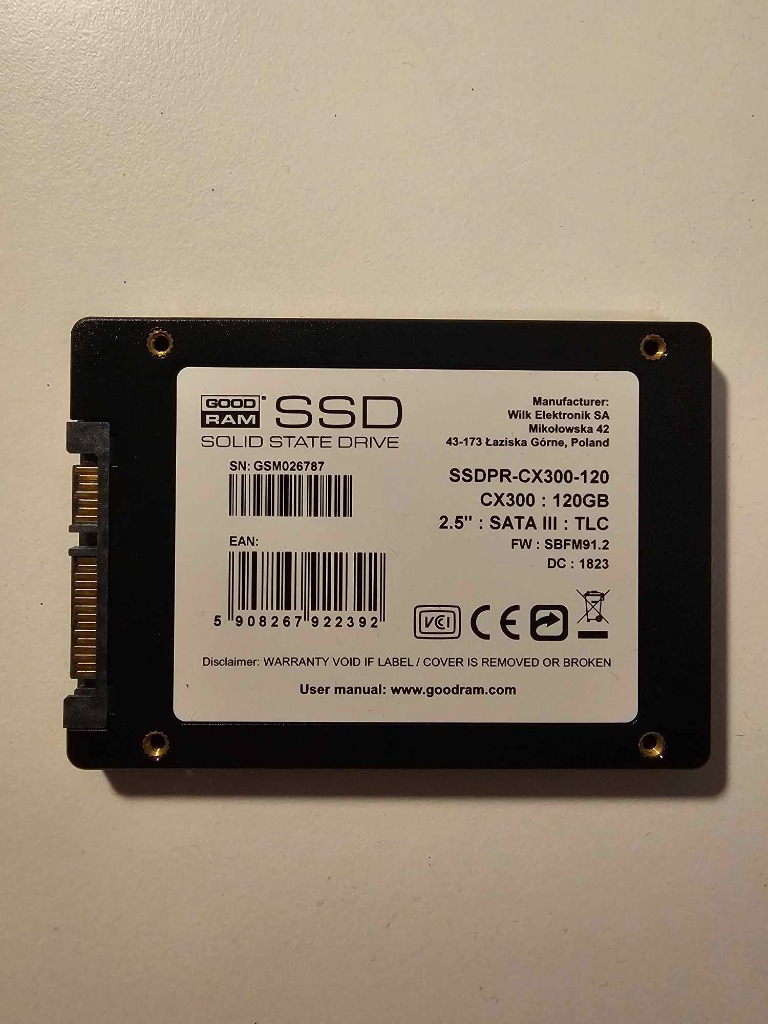 GOOD RAM SSD
SOLID STATE DRIVE
Manufacturer:
Wilk Elektronik SA
Mikołowska 42
43-173 Łaziska Górne, Poland
SN: GSM026787
SSDPR-CX300-120
CX300 : 120GB
2.5" : SATA III : TLC
FW : SBFM91.2
DC : 1823
EAN:
5 908267 922392
VCCI CE
Disclaimer: WARRANTY VOID IF LABEL / COVER IS REMOVED OR BROKEN
User manual: www.goodram.com